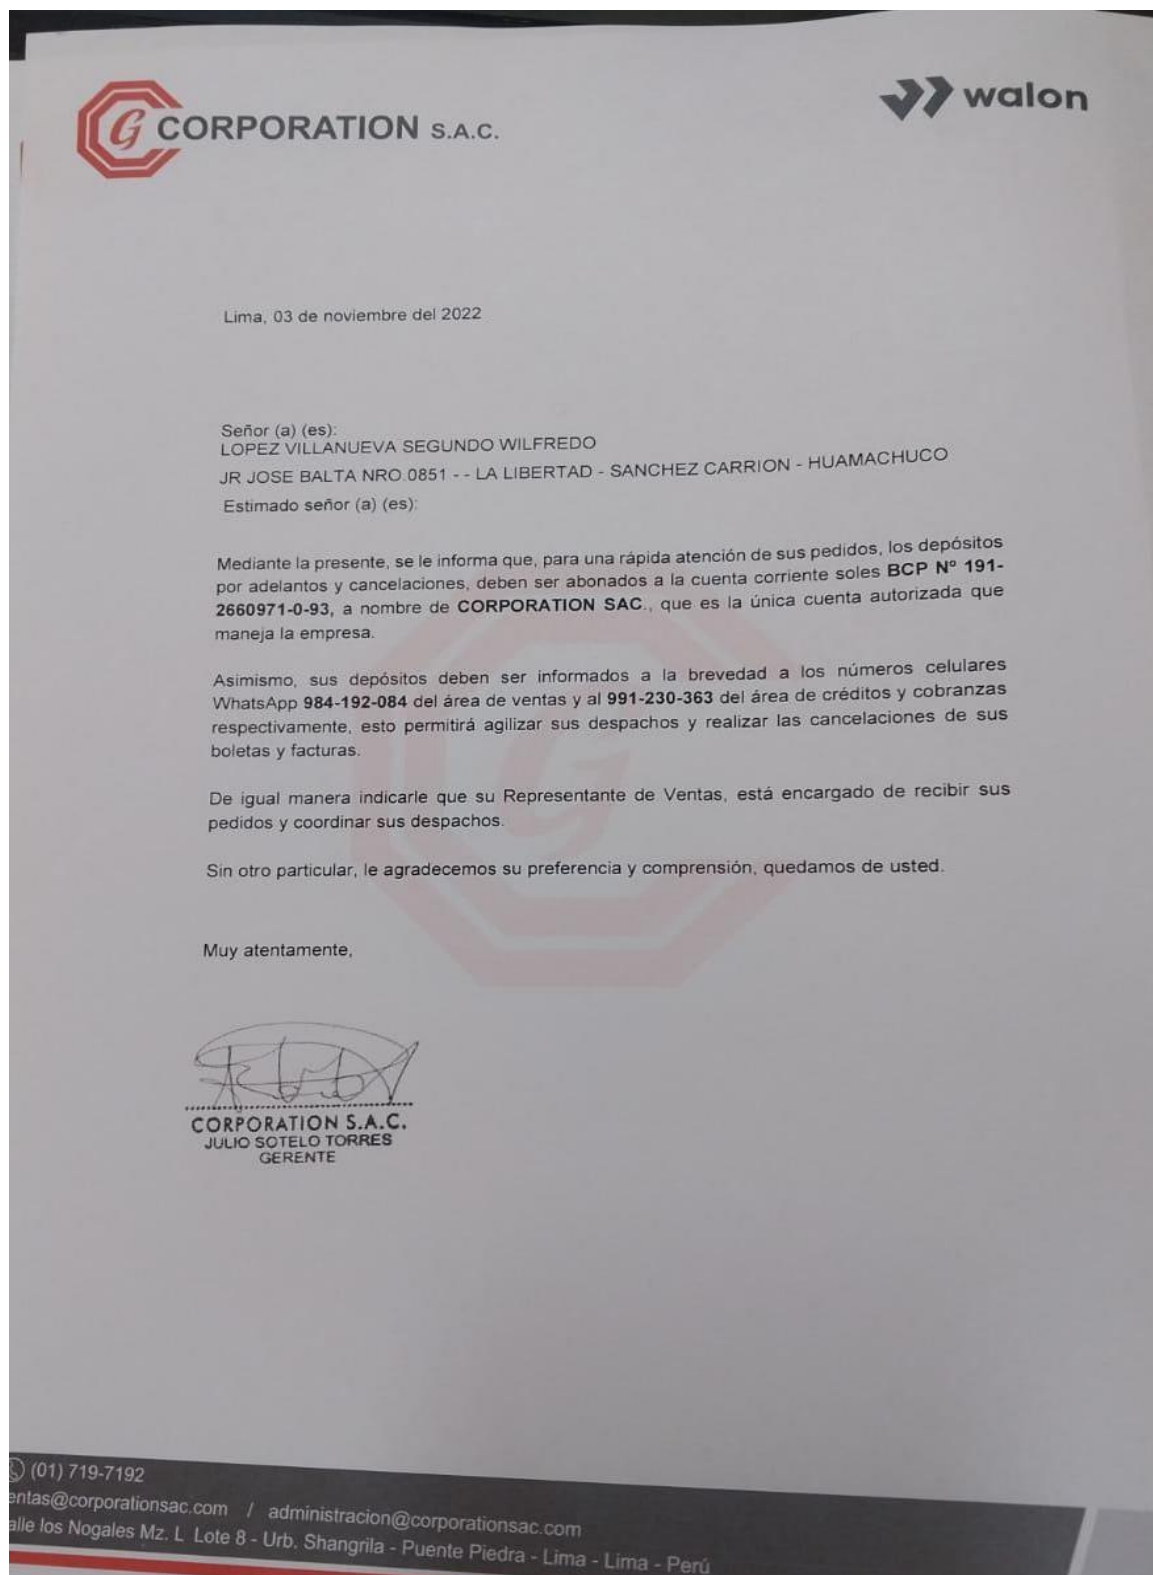 G CORPORATION S.A.C.
walon
Lima, 03 de noviembre del 2022
Señor (a) (es):
LOPEZ VILLANUEVA SEGUNDO WILFREDO
JR JOSE BALTA NRO.0851 - - LA LIBERTAD - SANCHEZ CARRION - HUAMACHUCO
Estimado señor (a) (es):
Mediante la presente, se le informa que, para una rápida atención de sus pedidos, los depósitos
por adelantos y cancelaciones, deben ser abonados a la cuenta corriente soles BCP Nº 191-
2660971-0-93, a nombre de CORPORATION SAC., que es la única cuenta autorizada que
maneja la empresa.
Asimismo, sus depósitos deben ser informados a la brevedad a los números celulares
WhatsApp 984-192-084 del área de ventas y al 991-230-363 del área de créditos y cobranzas
respectivamente, esto permitirá agilizar sus despachos y realizar las cancelaciones de sus
boletas y facturas.
De igual manera indicarle que su Representante de Ventas, está encargado de recibir sus
pedidos y coordinar sus despachos.
Sin otro particular, le agradecemos su preferencia y comprensión, quedamos de usted.
Muy atentamente,
CORPORATION S.A.C.
JULIO SOTELO TORRES
GERENTE
(01) 719-7192
entas@corporationsac.com / administracion@corporationsac.com
alle los Nogales Mz. L Lote 8 - Urb. Shangrila - Puente Piedra - Lima - Lima - Perú